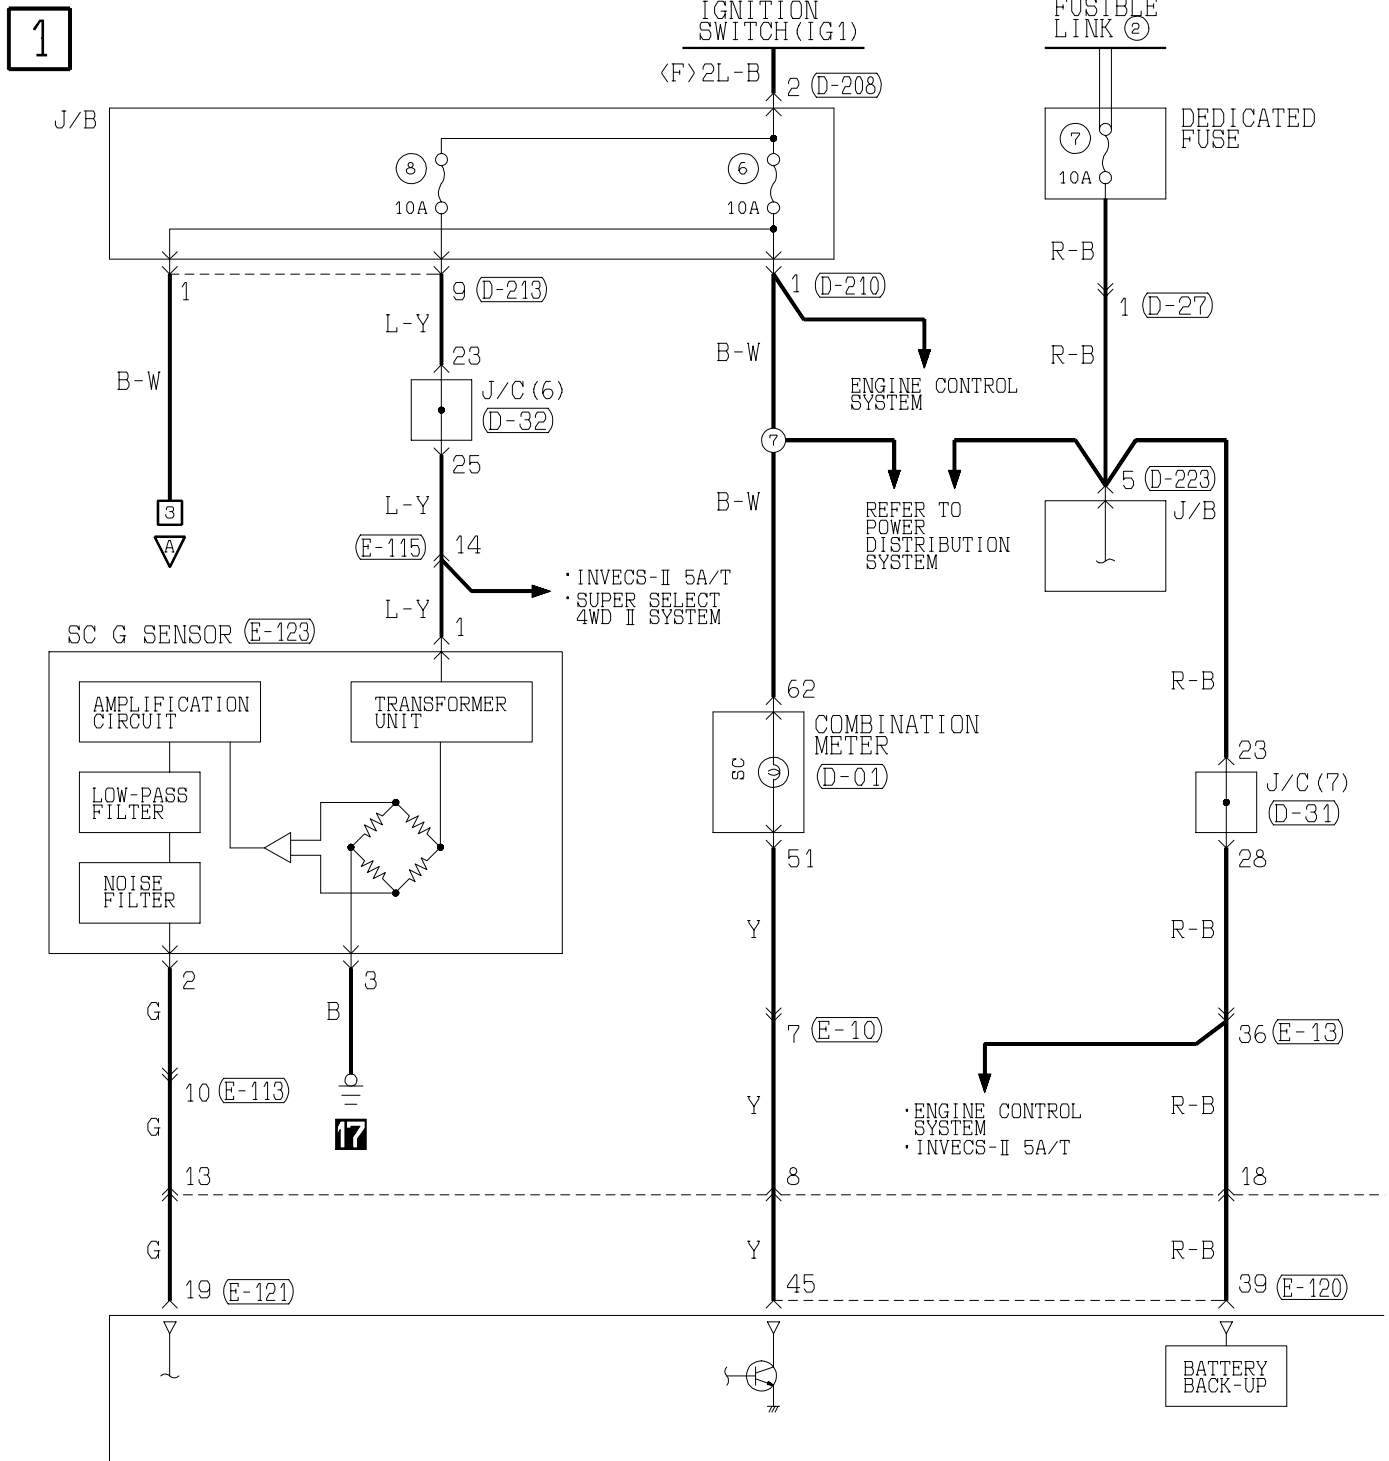 1
IGNITION
SWITCH(IG1)
FUSIBLE
LINK ②
<F>2L-B
2 (D-208)
J/B
DEDICATED
FUSE
8
10A
6
10A
7
10A
1
9 (D-213)
1 (D-210)
R-B
1 (D-27)
L-Y
B-W
R-B
B-W
23
J/C(6)
(D-32)
25
ENGINE CONTROL
SYSTEM
7
L-Y
B-W
5 (D-223)
J/B
3
A
REFER TO
POWER
DISTRIBUTION
SYSTEM
(E-115) 14
·INVECS-Ⅱ 5A/T
·SUPER SELECT
4WD Ⅱ SYSTEM
L-Y
1
SC G SENSOR (E-123)
AMPLIFICATION
CIRCUIT
TRANSFORMER
UNIT
LOW-PASS
FILTER
NOISE
FILTER
R-B
62
COMBINATION
METER
(D-01)
SC
51
23
J/C(7)
(D-31)
28
2
3
G
B
Y
R-B
7 (E-10)
36 (E-13)
10 (E-113)
17
G
Y
R-B
·ENGINE CONTROL
SYSTEM
·INVECS-Ⅱ 5A/T
13
8
18
G
Y
R-B
19 (E-121)
45
39 (E-120)
BATTERY
BACK-UP